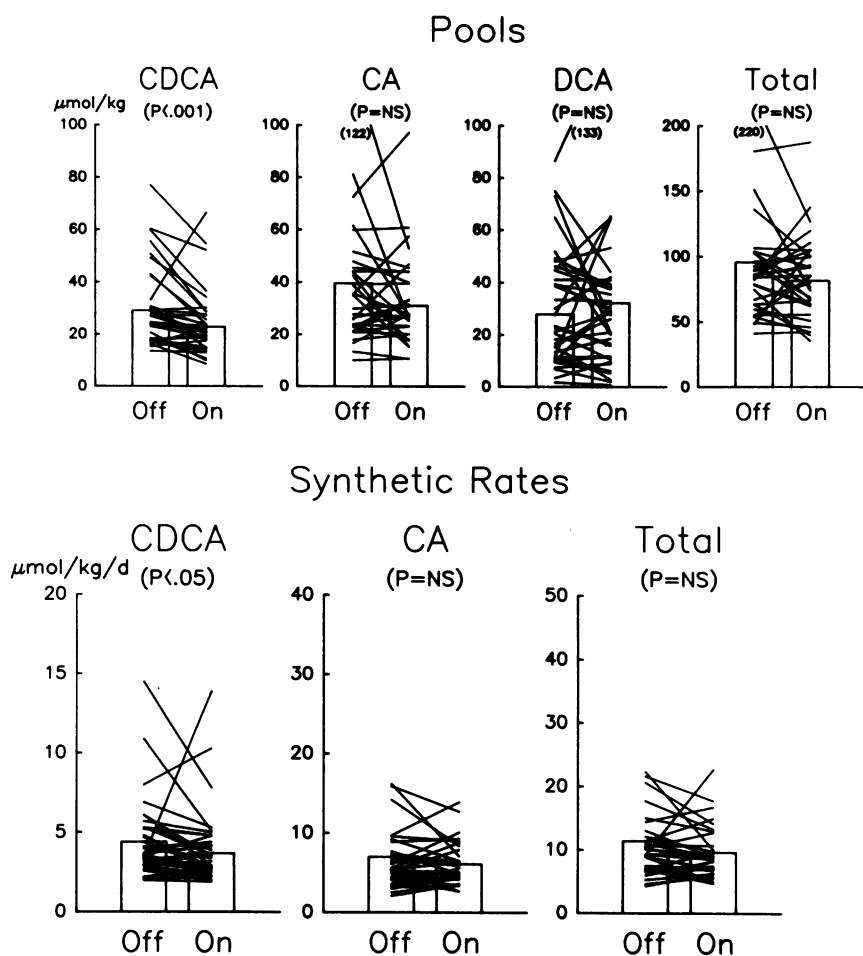 Pools
CDCA CA DCA Total
μmol/kg (P<.001) (P=NS) (P=NS) (P=NS)
(122) (133) (220)
100 100 100 200
80 80 80 150
60 60 60
40 40 40 100
20 20 20 50
0 0 0 0
Off On Off On Off On Off On
Synthetic Rates
CDCA CA Total
μmol/kg/d (P<.05) (P=NS) (P=NS)
20 40 50
15 30 40
10 20 30
5 10 20
0 0 10
0
Off On Off On Off On